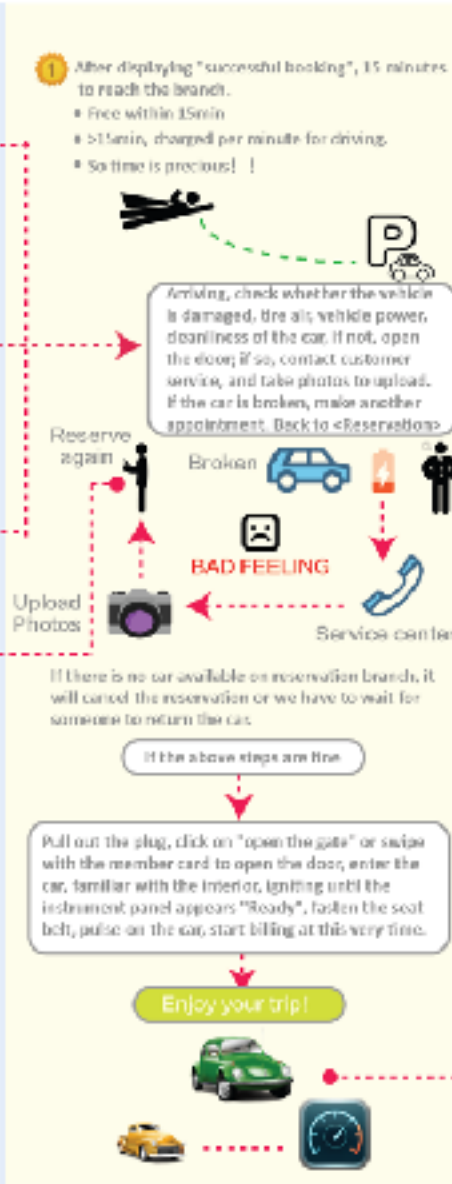 1 After displaying "successful booking", 15 minutes
to reach the branch.
• Free within 15min
• >15min, charged per minute for driving.
• So time is precious! !
P
Arriving, check whether the vehicle
is damaged, tire air, vehicle power,
cleanliness of the car, if not, open
the door; if so, contact customer
service, and take photos to upload.
If the car is broken, make another
appointment. Back to <Reservation>
Reserve
again
Broken
BAD FEELING
Upload
Photos
Service center
If there is no car available on reservation branch, it
will cancel the reservation or we have to wait for
someone to return the car.
If the above steps are fine
Pull out the plug, click on "open the gate" or swipe
with the member card to open the door, enter the
car, familiar with the interior, igniting until the
instrument panel appears "Ready", fasten the seat
belt, pulse on the car, start billing at this very time.
Enjoy your trip!